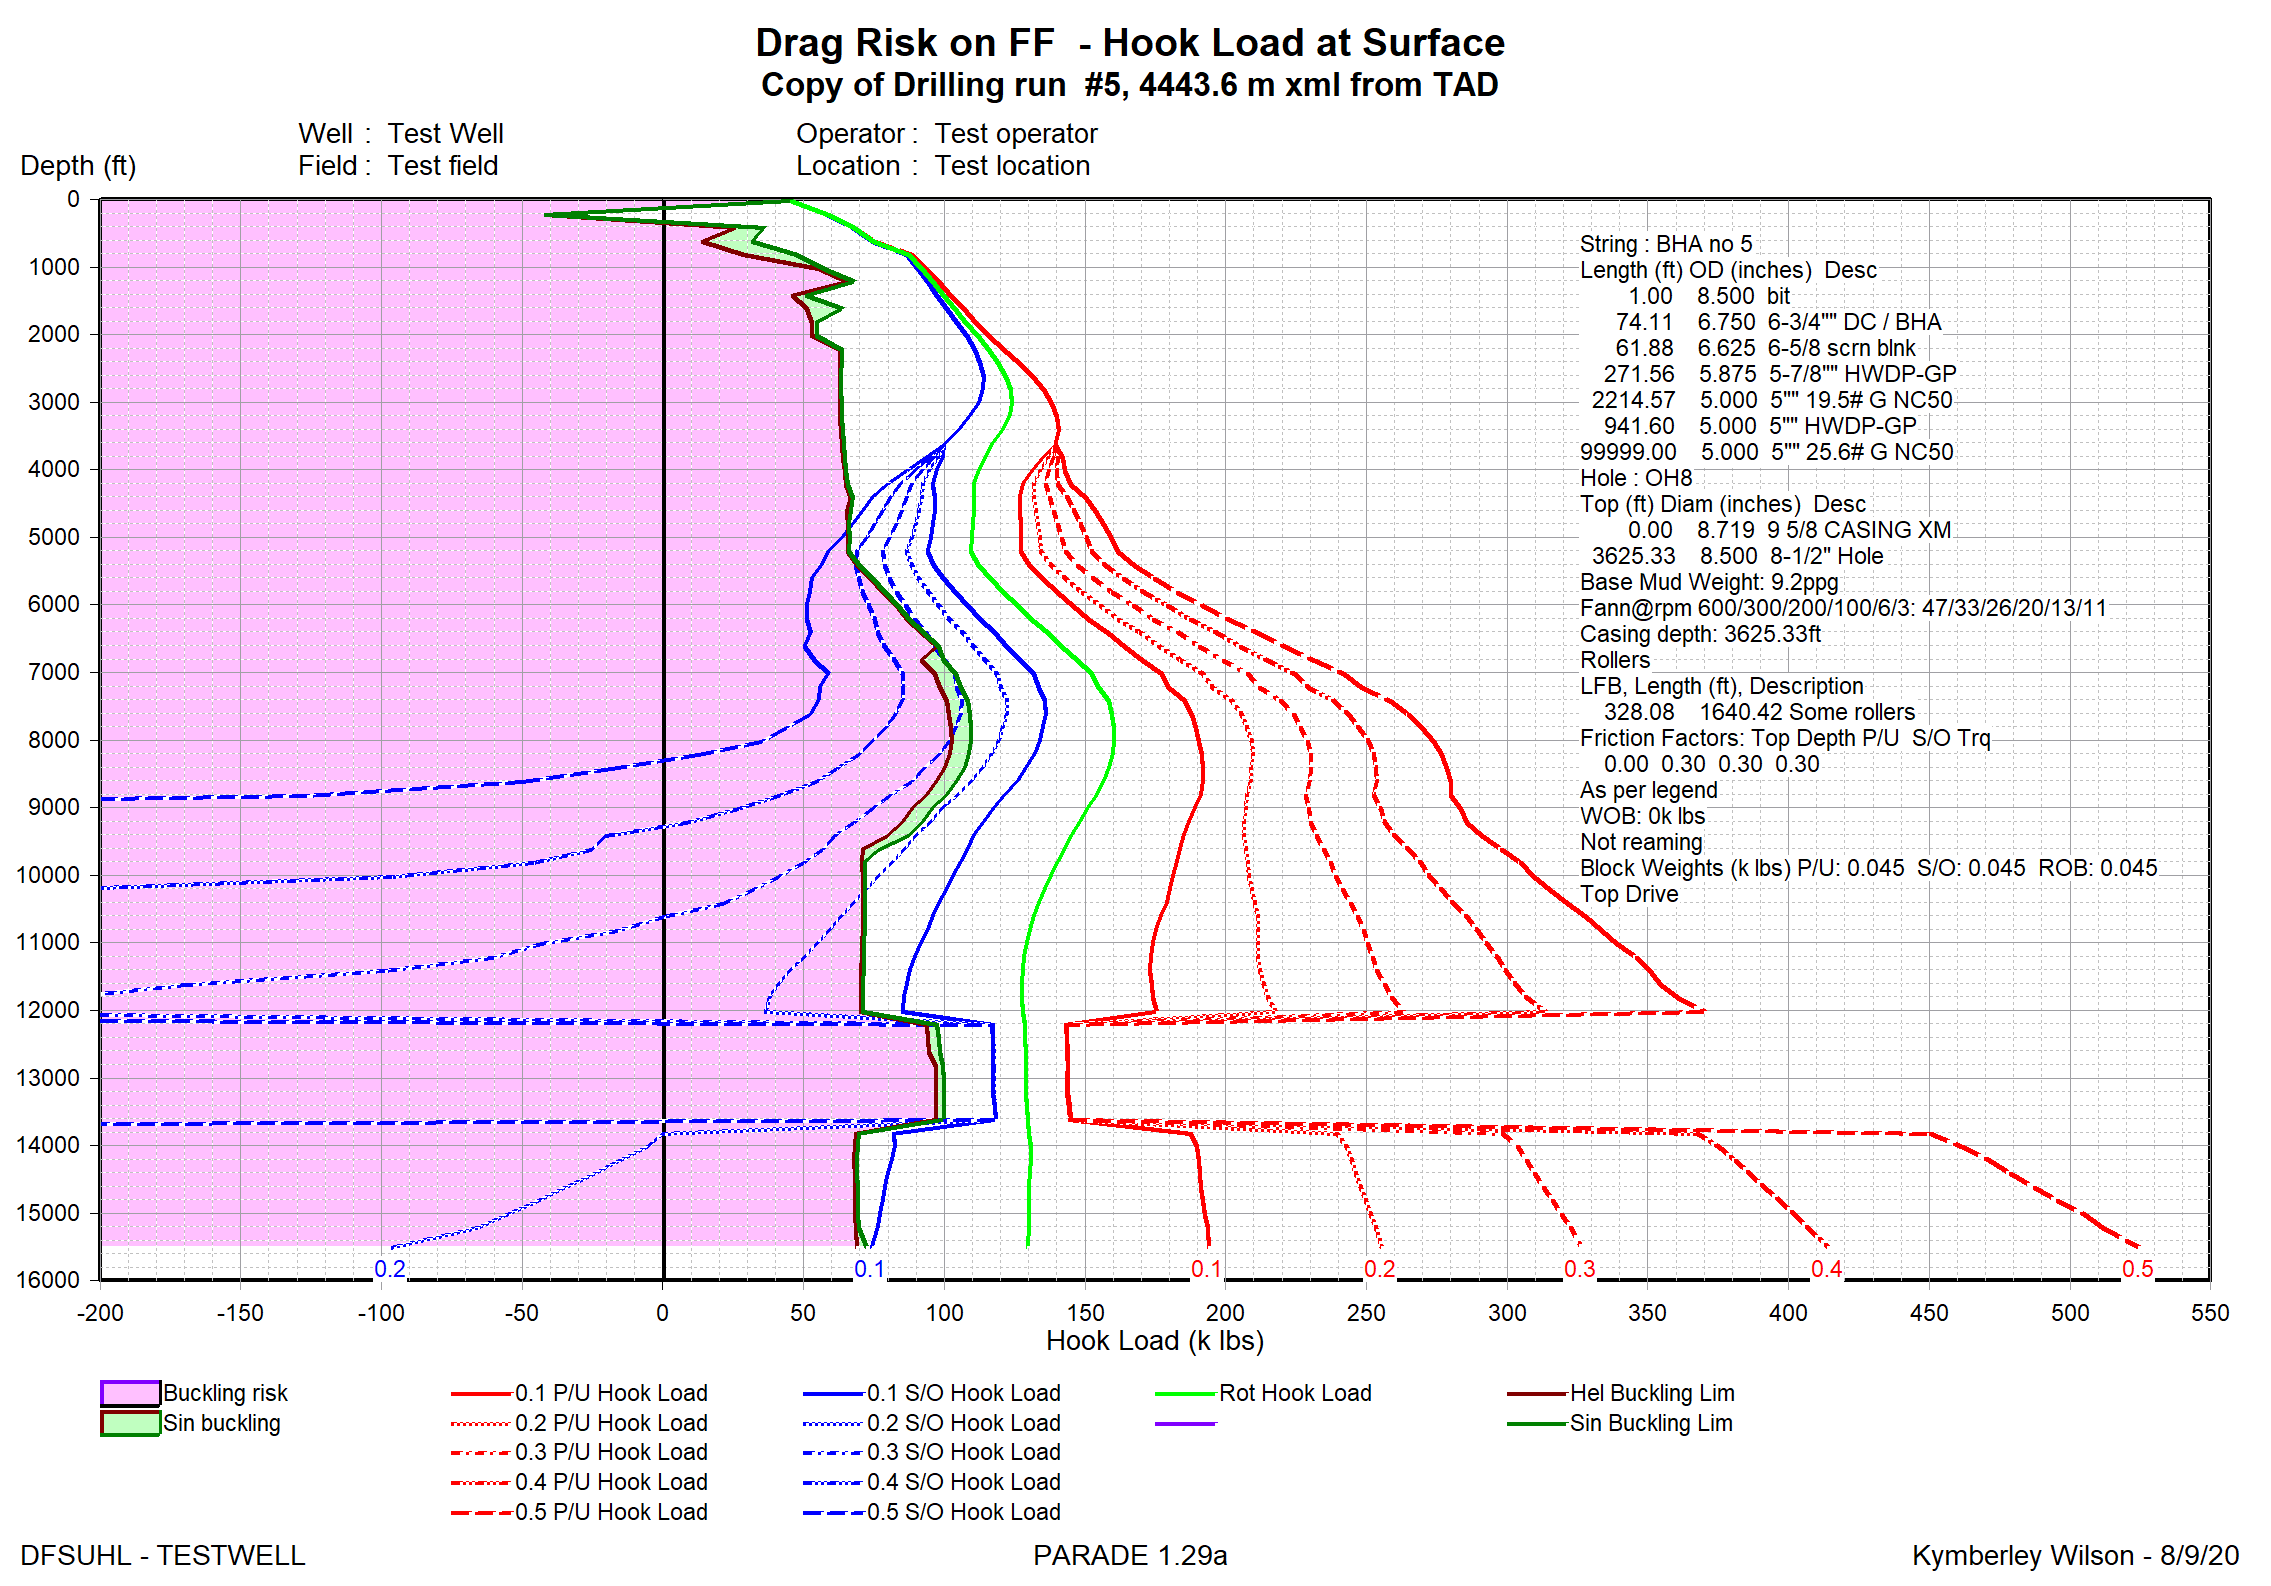 Drag Risk on FF  - Hook Load at Surface
Copy of Drilling run  #5, 4443.6 m xml from TAD
Well :  Test Well
Operator :  Test operator
Field :  Test field
Location :  Test location
Depth (ft)
0
1000
2000
3000
4000
5000
6000
7000
8000
9000
10000
11000
12000
13000
14000
15000
16000
String : BHA no 5
Length (ft) OD (inches)  Desc
1.00    8.500  bit
74.11    6.750  6-3/4"" DC / BHA
61.88    6.625  6-5/8 scrn blnk
271.56    5.875  5-7/8"" HWDP-GP
2214.57    5.000  5"" 19.5# G NC50
941.60    5.000  5"" HWDP-GP
99999.00    5.000  5"" 25.6# G NC50
Hole : OH8
Top (ft) Diam (inches)  Desc
0.00    8.719  9 5/8 CASING XM
3625.33    8.500  8-1/2" Hole
Base Mud Weight: 9.2ppg
Fann@rpm 600/300/200/100/6/3: 47/33/26/20/13/11
Casing depth: 3625.33ft
Rollers
LFB, Length (ft), Description
328.08    1640.42 Some rollers
Friction Factors: Top Depth P/U  S/O Trq
0.00  0.30  0.30  0.30
As per legend
WOB: 0k lbs
Not reaming
Block Weights (k lbs) P/U: 0.045  S/O: 0.045  ROB: 0.045
Top Drive
0.2 0.1 0.1 0.2 0.3 0.4 0.5
-200 -150 -100 -50 0 50 100 150 200 250 300 350 400 450 500 550
Hook Load (k lbs)
Buckling risk
Sin buckling
0.1 P/U Hook Load
0.2 P/U Hook Load
0.3 P/U Hook Load
0.4 P/U Hook Load
0.5 P/U Hook Load
0.1 S/O Hook Load
0.2 S/O Hook Load
0.3 S/O Hook Load
0.4 S/O Hook Load
0.5 S/O Hook Load
Rot Hook Load
Hel Buckling Lim
Sin Buckling Lim
DFSUHL - TESTWELL
PARADE 1.29a
Kymberley Wilson - 8/9/20